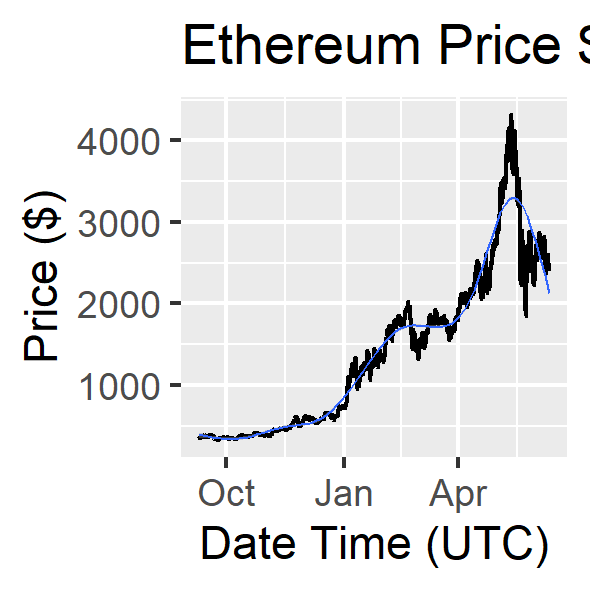 Ethereum Price
4000
3000
2000
1000
Price ($)
Oct Jan Apr
Date Time (UTC)